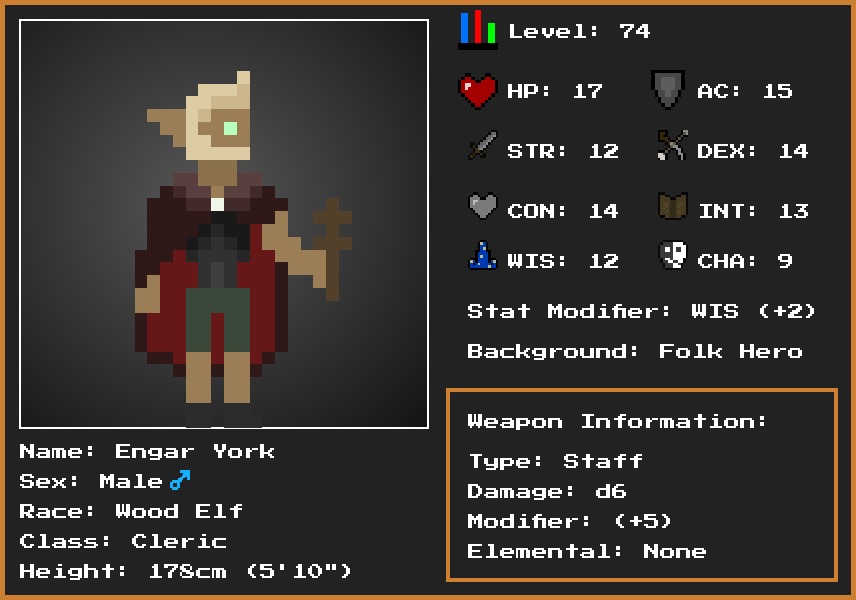 Level: 74
HP: 17 AC: 15
STR: 12 DEX: 14
CON: 14 INT: 13
WIS: 12 CHA: 9
Stat Modifier: WIS (+2)
Background: Folk Hero
Weapon Information:
Type: Staff
Damage: d6
Modifier: (+5)
Elemental: None
Name: Engar York
Sex: Male♂
Race: Wood Elf
Class: Cleric
Height: 178cm (5'10")